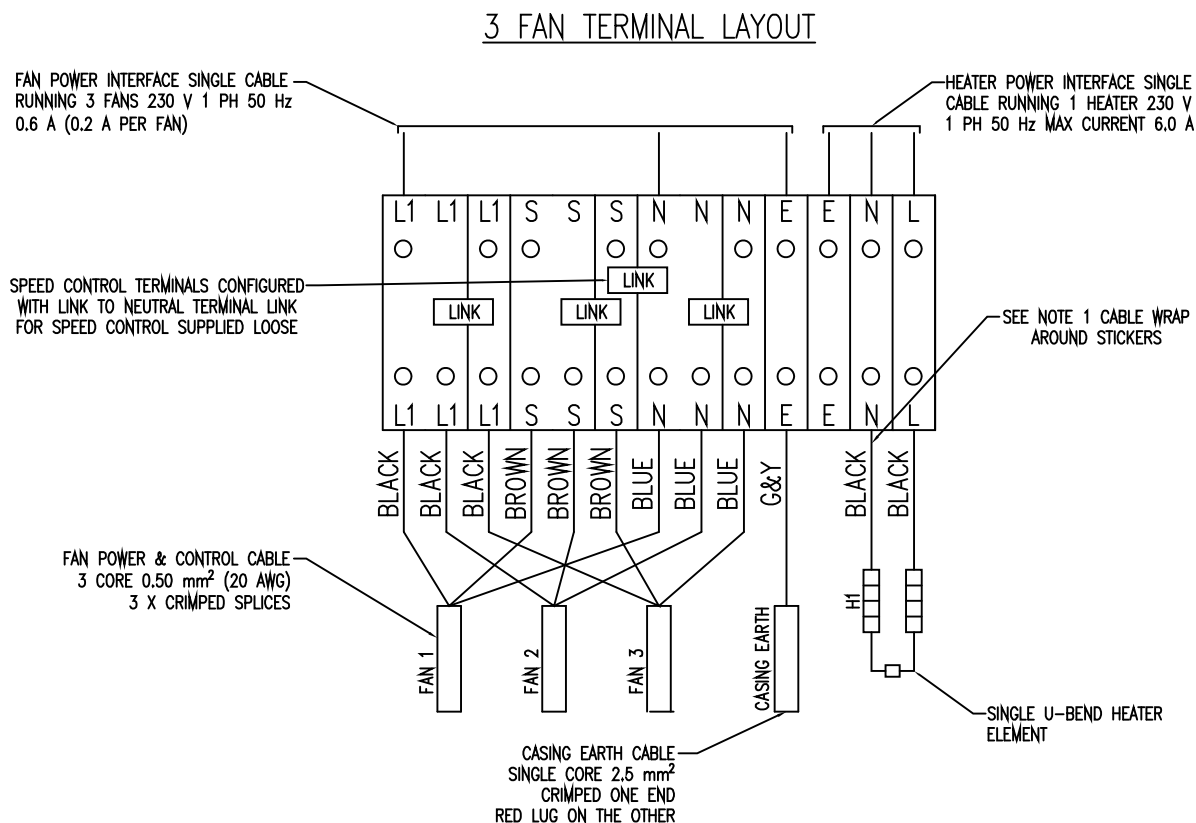 3 FAN TERMINAL LAYOUT
FAN POWER INTERFACE SINGLE CABLE
RUNNING 3 FANS 230 V 1 PH 50 Hz
0.6 A (0.2 A PER FAN)
HEATER POWER INTERFACE SINGLE
CABLE RUNNING 1 HEATER 230 V
1 PH 50 Hz MAX CURRENT 6.0 A
L1 L1 L1 S S S N N N E E N L
SPEED CONTROL TERMINALS CONFIGURED
WITH LINK TO NEUTRAL TERMINAL LINK
FOR SPEED CONTROL SUPPLIED LOOSE
LINK
LINK LINK LINK
SEE NOTE 1 CABLE WRAP
AROUND STICKERS
L1 L1 L1 S S S N N N E E N L
BLACK
BLACK
BLACK
BROWN
BROWN
BROWN
BLUE
BLUE
BLUE
G&Y
BLACK
BLACK
FAN POWER & CONTROL CABLE
3 CORE 0.50 mm² (20 AWG)
3 X CRIMPED SPLICES
FAN 1
FAN 2
FAN 3
CASING EARTH
H1
SINGLE U-BEND HEATER
ELEMENT
CASING EARTH CABLE
SINGLE CORE 2.5 mm²
CRIMPED ONE END
RED LUG ON THE OTHER